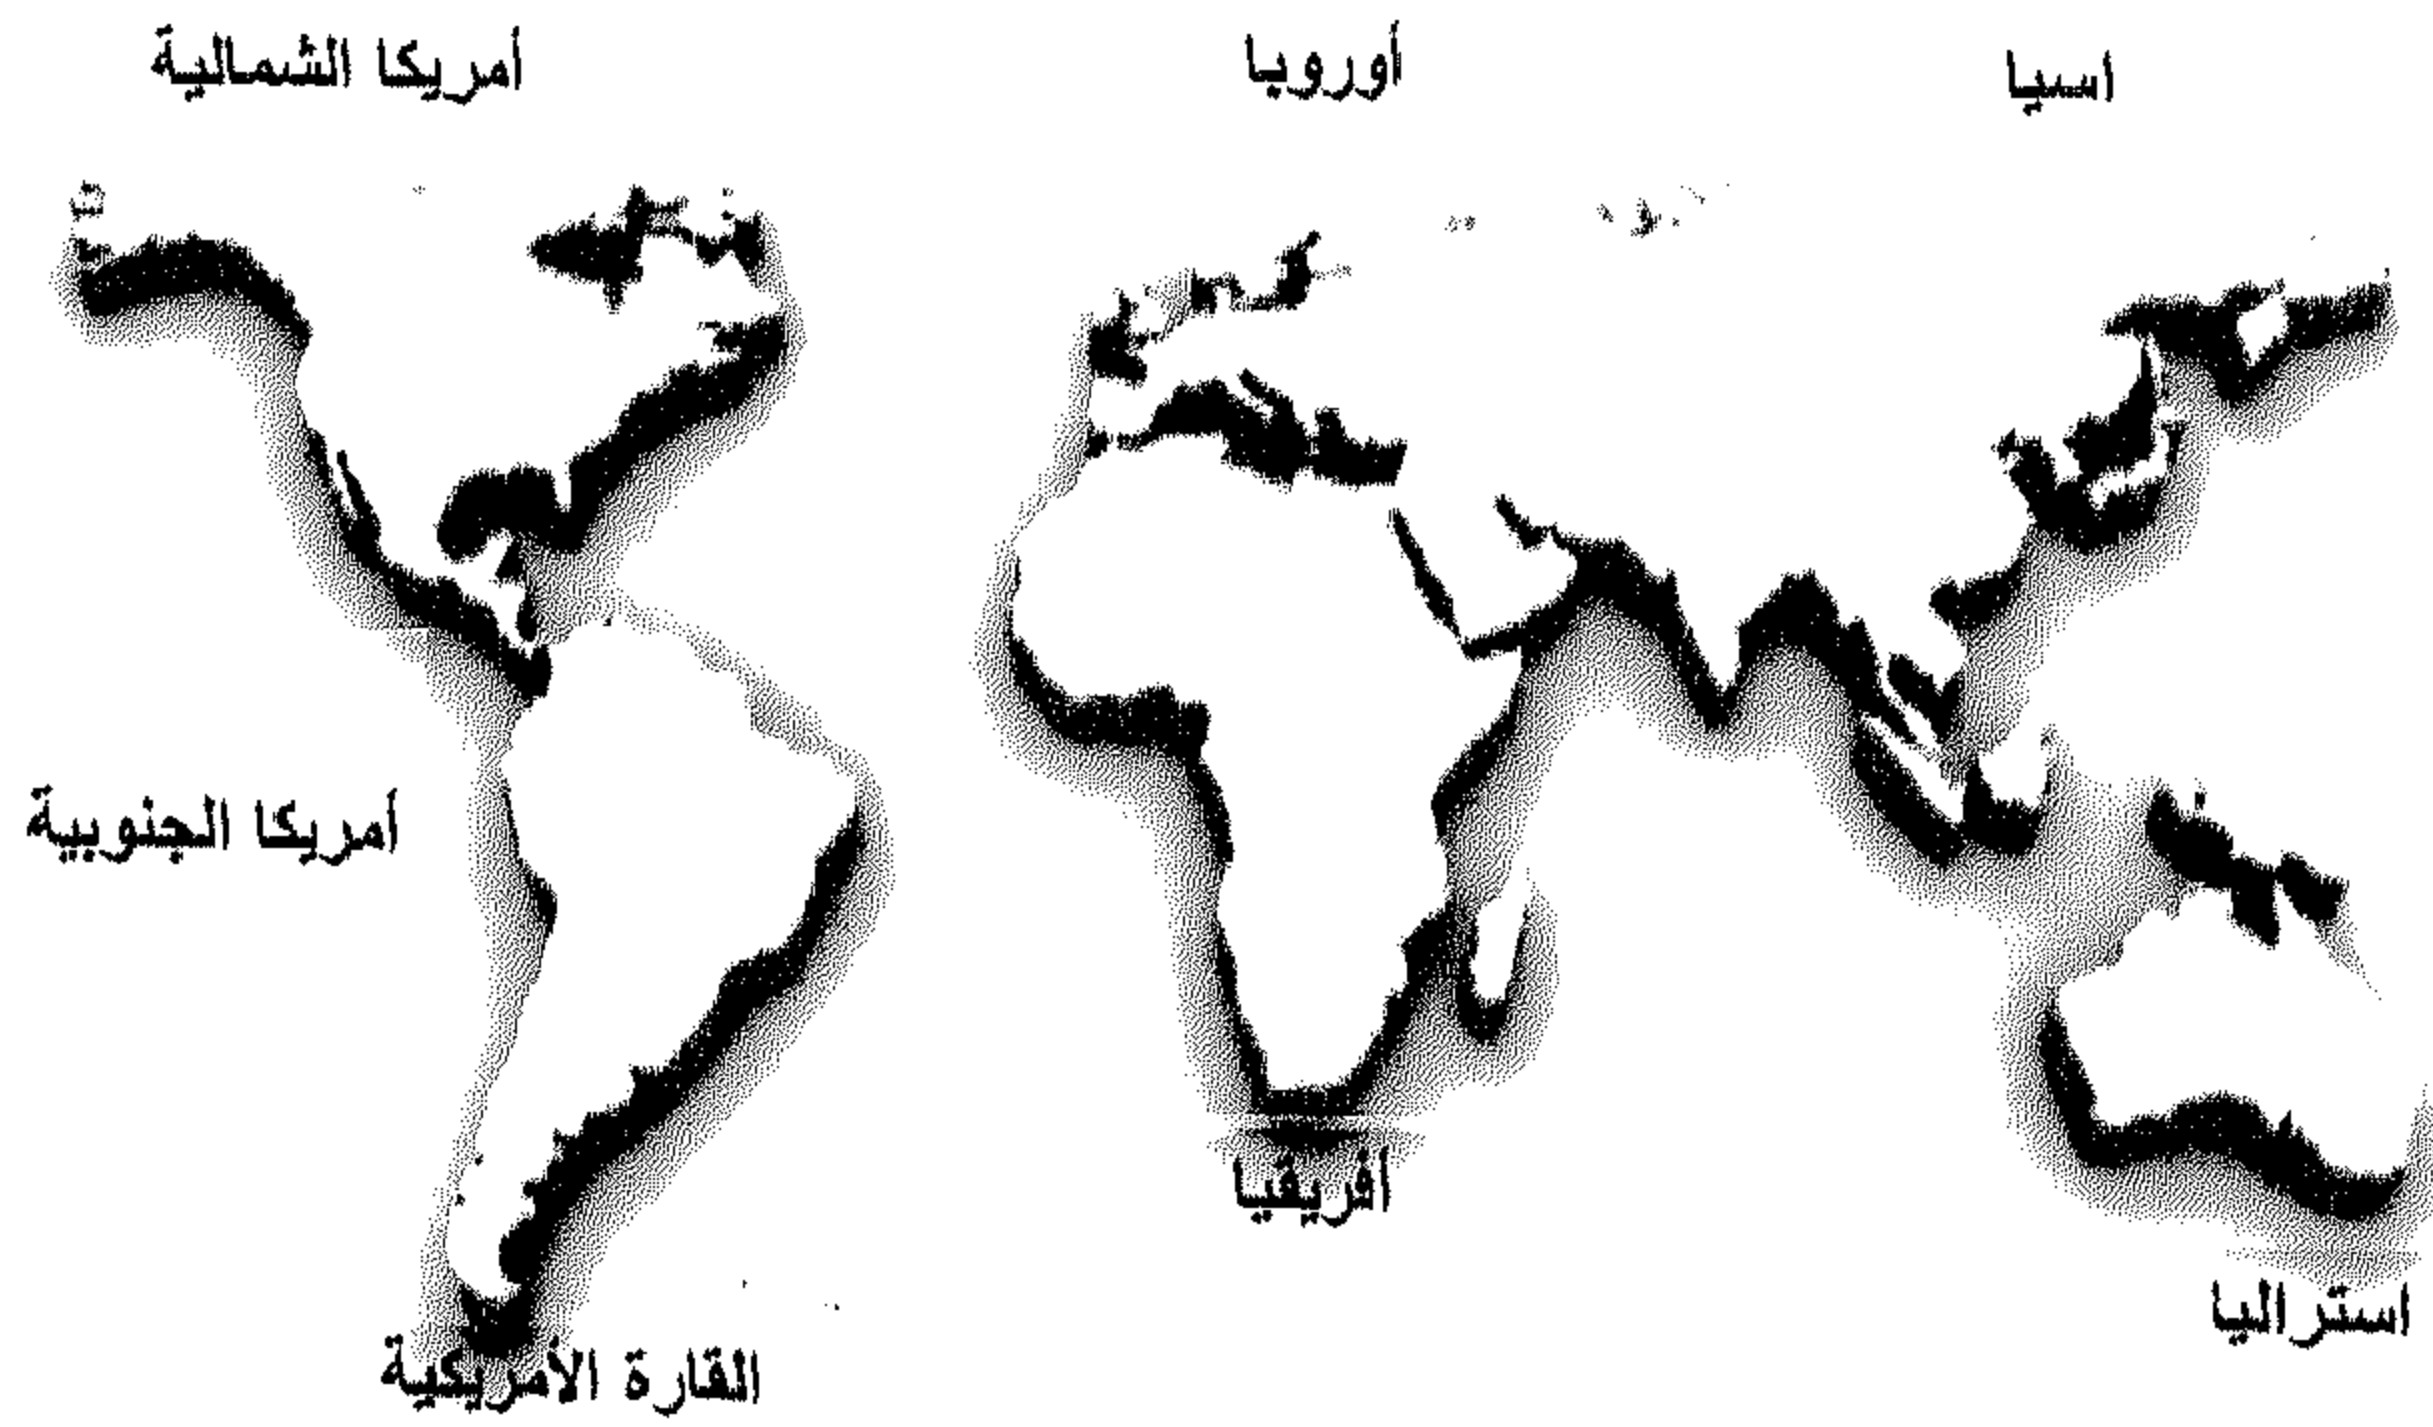 اسيا
أوروبا
أمريكا الشمالية
أمريكا الجنوبية
أفريقيا
استراليا
القارة الأمريكية